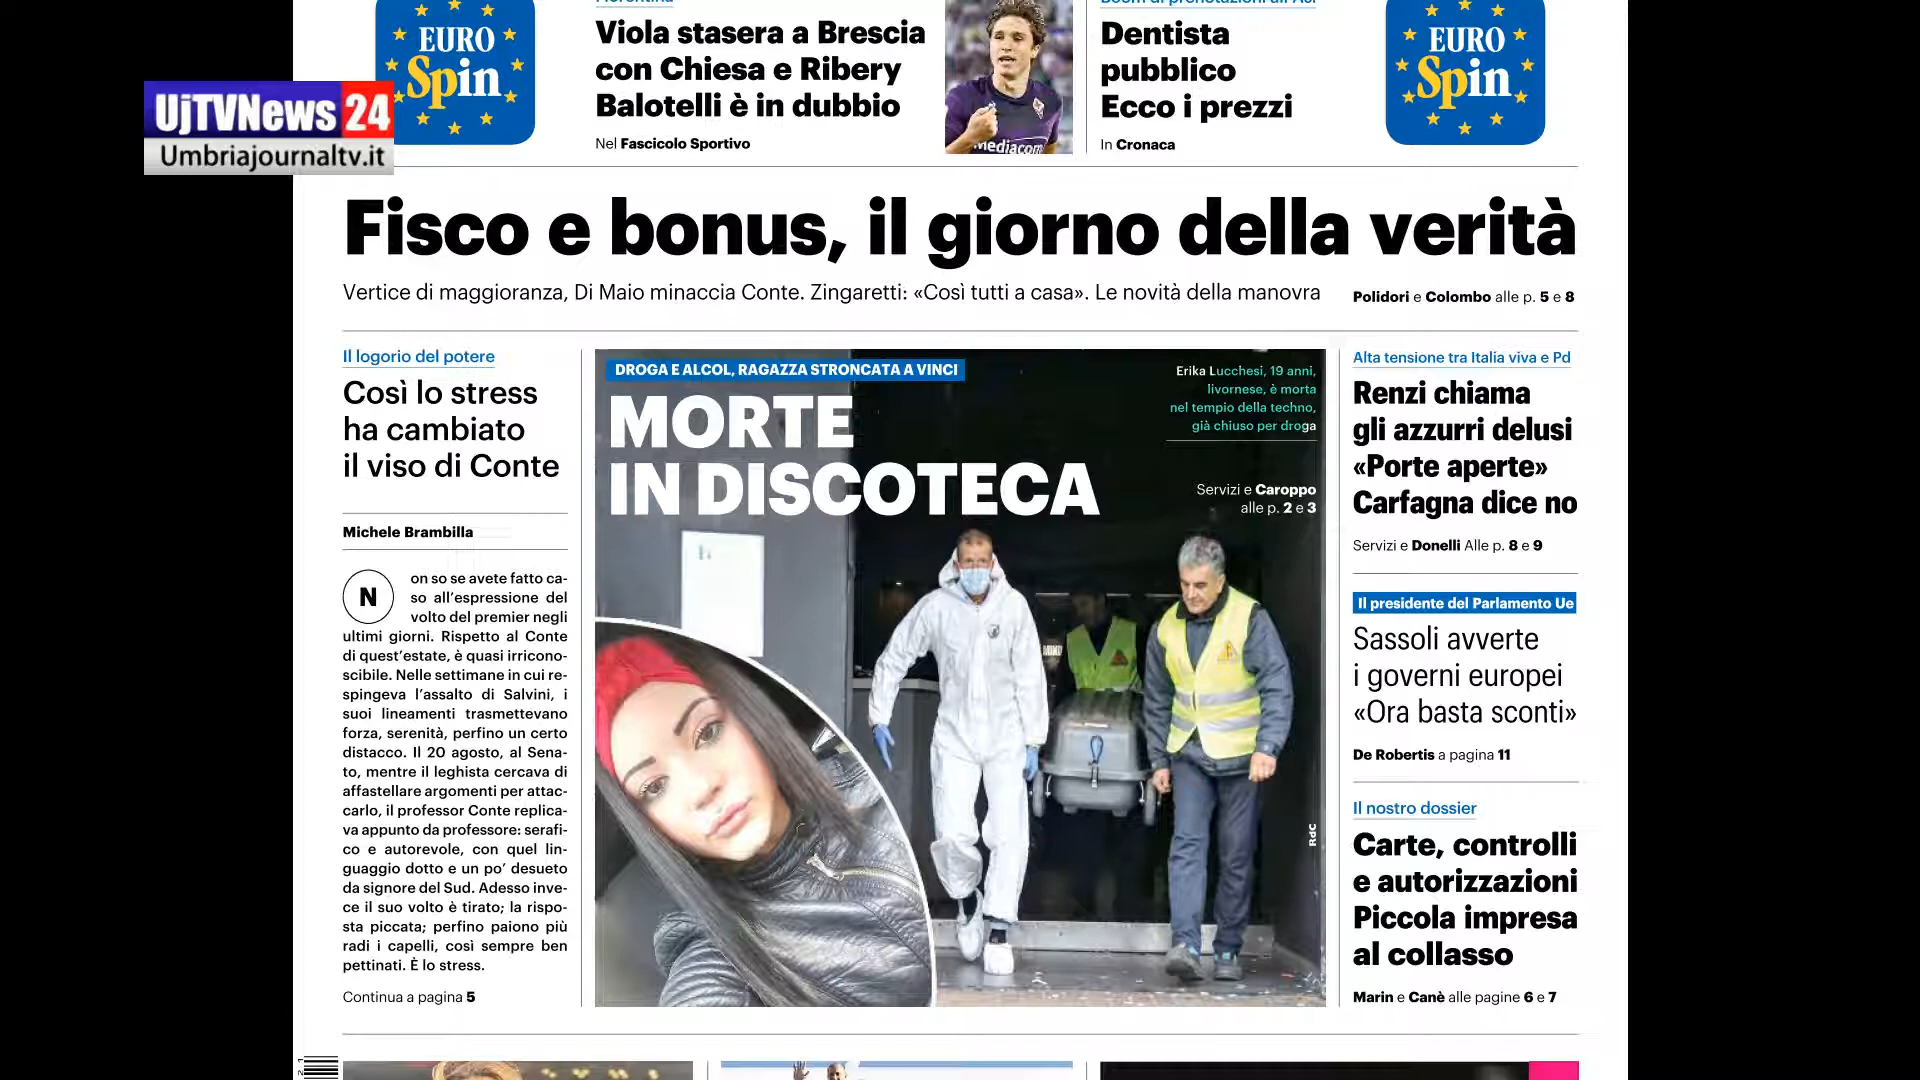 EURO
Spin
Viola stasera a Brescia
con Chiesa e Ribery
Balotelli è in dubbio
Nel Fascicolo Sportivo
Mediacom
Dentista
pubblico
Ecco i prezzi
In Cronaca
EURO
Spin
UjTVNews 24
Umbriajournaltv.it
Fisco e bonus, il giorno della verità
Vertice di maggioranza, Di Maio minaccia Conte. Zingaretti: «Così tutti a casa». Le novità della manovra
Polidori e Colombo alle p. 5 e 8
Il logorio del potere
Così lo stress
ha cambiato
il viso di Conte
Michele Brambilla
N on so se avete fatto ca-
so all'espressione del
volto del premier negli
ultimi giorni. Rispetto al Conte
di quest'estate, è quasi irricono-
scibile. Nelle settimane in cui re-
spingeva l'assalto di Salvini, i
suoi lineamenti trasmettevano
forza, serenità, perfino un certo
distacco. Il 20 agosto, al Sena-
to, mentre il leghista cercava di
affastellare argomenti per attac-
carlo, il professor Conte replica-
va appunto da professore: serafi-
co e autorevole, con quel lin-
guaggio dotto e un po' desueto
da signore del Sud. Adesso inve-
ce il suo volto è tirato; la rispo-
sta piccata; perfino paiono più
radi i capelli, così sempre ben
pettinati. È lo stress.
Continua a pagina 5
DROGA E ALCOL, RAGAZZA STRONCATA A VINCI
MORTE
IN DISCOTECA
Erika Lucchesi, 19 anni,
livornese, è morta
nel tempio della techno,
già chiuso per droga
Servizi e Caroppo
alle p. 2 e 3
RdC
Alta tensione tra Italia viva e Pd
Renzi chiama
gli azzurri delusi
«Porte aperte»
Carfagna dice no
Servizi e Donelli Alle p. 8 e 9
Il presidente del Parlamento Ue
Sassoli avverte
i governi europei
«Ora basta sconti»
De Robertis a pagina 11
Il nostro dossier
Carte, controlli
e autorizzazioni
Piccola impresa
al collasso
Marin e Canè alle pagine 6 e 7